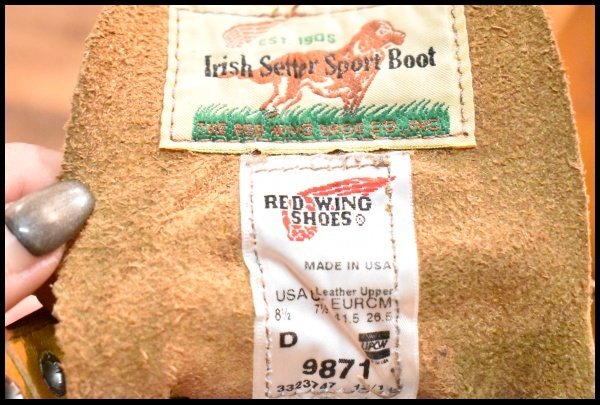 EST 1905
Irish Setter Sport Boot
THE RED WING SHOE CO. INC.
RED WING
SHOES®
MADE IN USA
Leather Upper
USA U EUR CM
8½ 7½ 41.5 26.5
D
9871
3323747